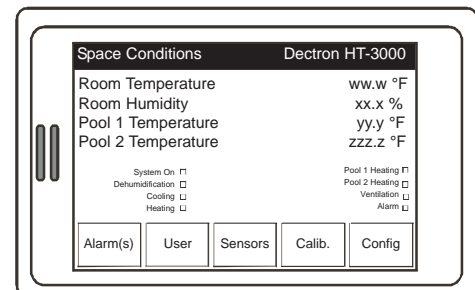 Space Conditions Dectron HT-3000
Room Temperature ww.w °F
Room Humidity xx.x %
Pool 1 Temperature yy.y °F
Pool 2 Temperature zzz.z °F
System On Pool 1 Heating
Dehumidification Pool 2 Heating
Cooling Ventilation
Heating Alarm
Alarm(s) User Sensors Calib. Config